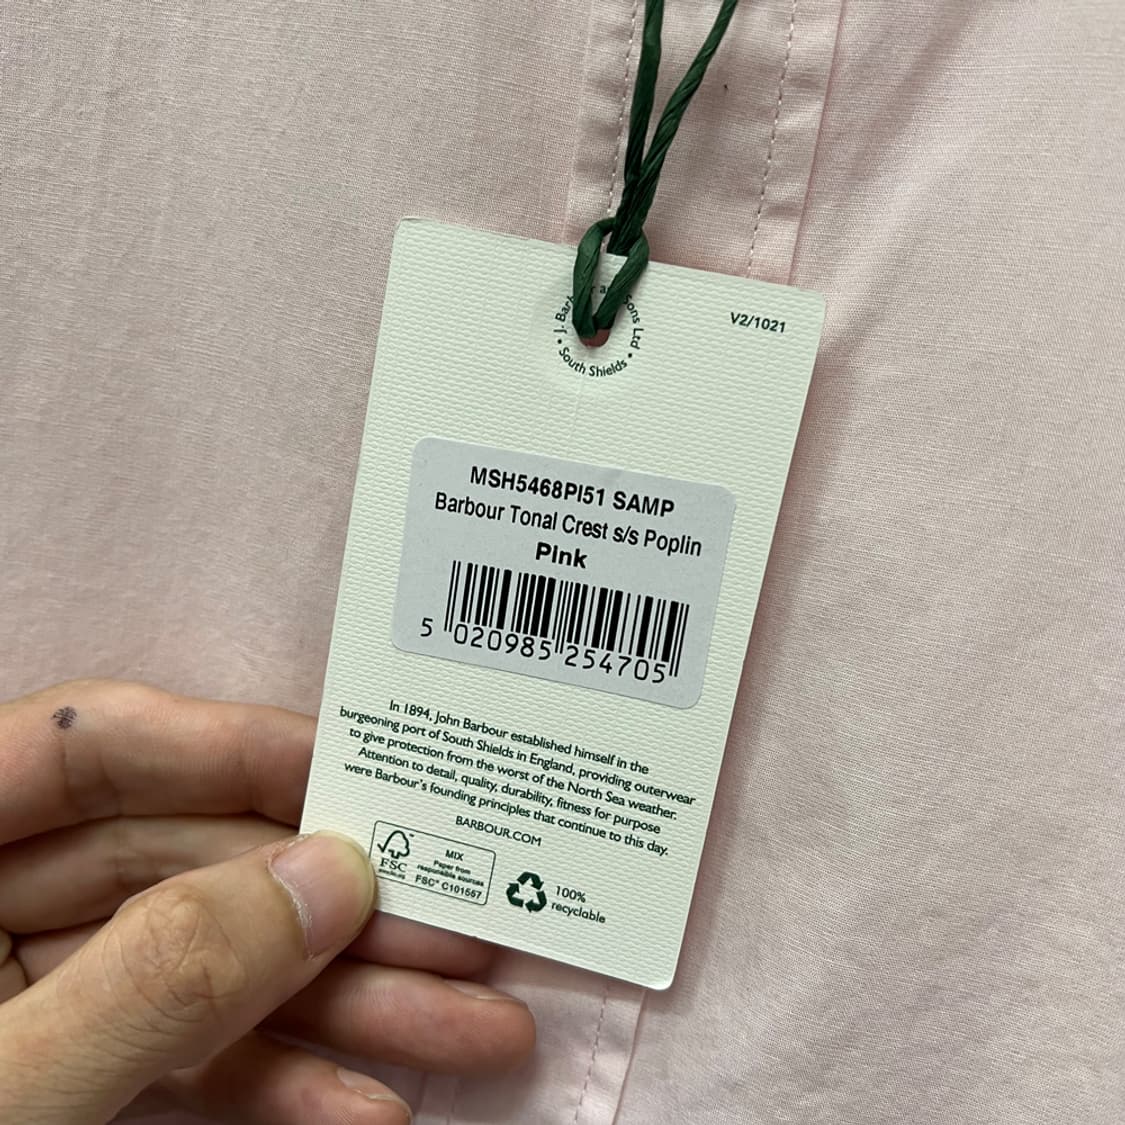 J. Barbour and Sons Ltd
• South Shields •
V2/1021
MSH5468PI51 SAMP
Barbour Tonal Crest s/s Poplin
Pink
5 020985 254705
In 1894, John Barbour established himself in the
burgeoning port of South Shields in England, providing outerwear
to give protection from the worst of the North Sea weather.
Attention to detail, quality, durability, fitness for purpose
were Barbour's founding principles that continue to this day.
BARBOUR.COM
FSC
MIX
Paper from
responsible sources
FSC® C101567
100%
recyclable